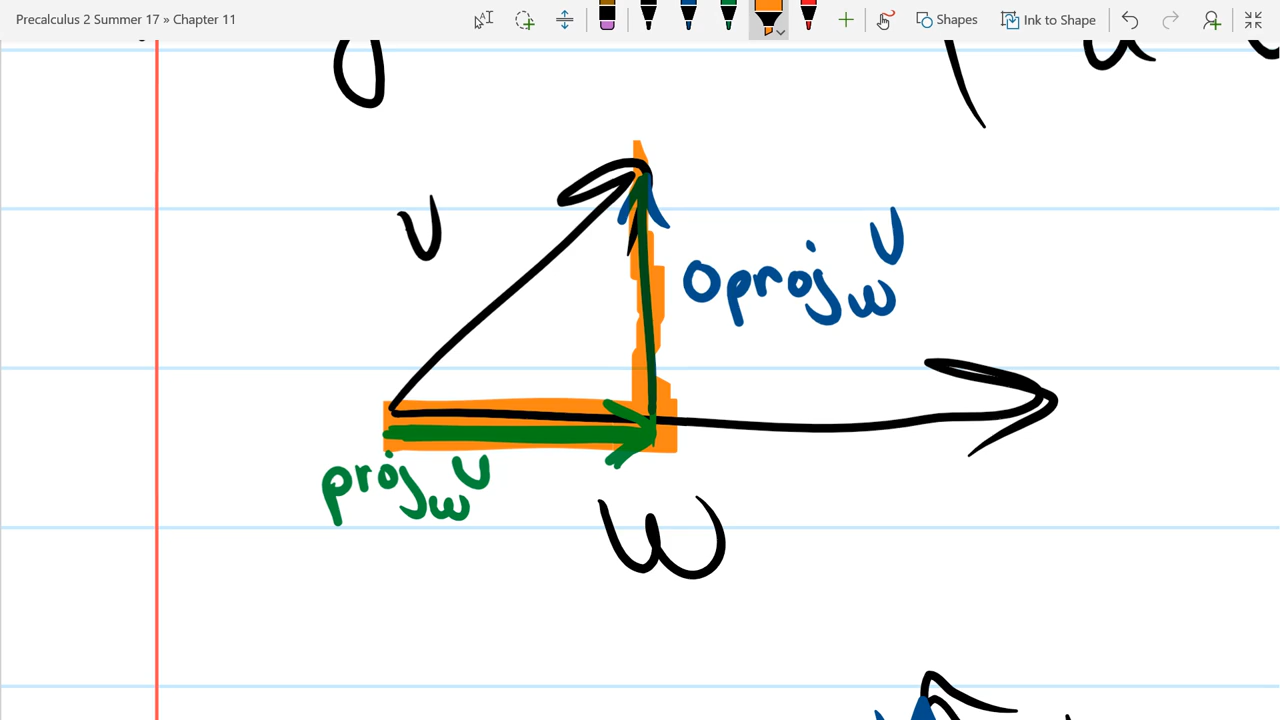 Precalculus 2 Summer 17 » Chapter 11
Shapes
Ink to Shape
v
oproj_w v
proj_w v
w